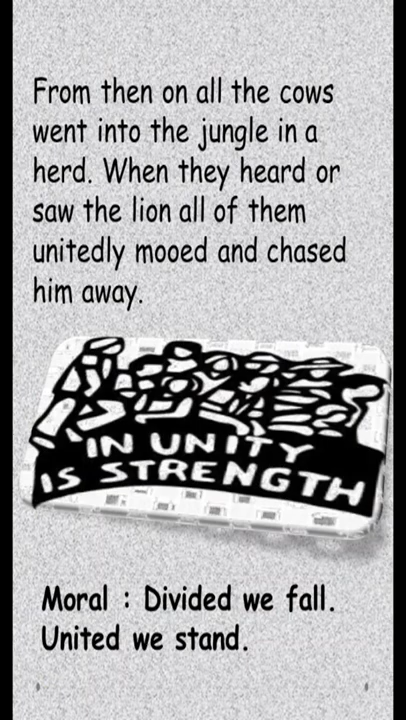 From then on all the cows
went into the jungle in a
herd. When they heard or
saw the lion all of them
unitedly mooed and chased
him away.
IN UNITY
IS STRENGTH
Moral : Divided we fall.
United we stand.